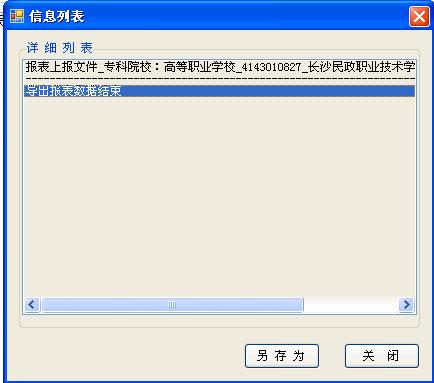 信息列表
详细列表
报表上报文件_专科院校：高等职业学校_4143010827_长沙民政职业技术学
--------------------------------------------------------------------------------
导出报表数据结束
另存为 关闭